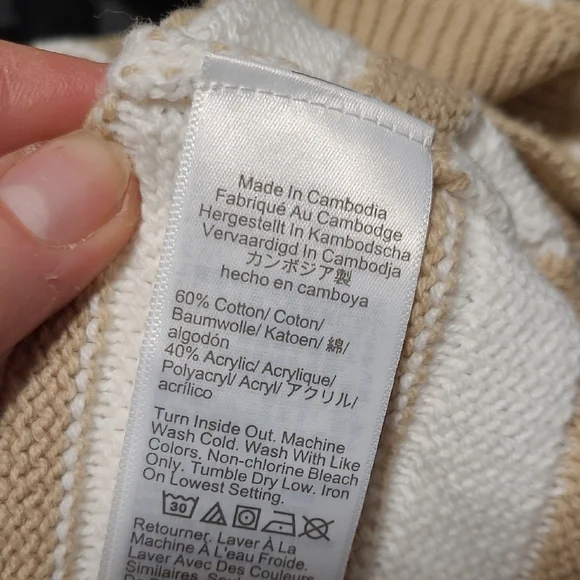 Made In Cambodia
Fabriqué Au Cambodge
Hergestellt In Kambodscha
Vervaardigd In Cambodja
カンボジア製
hecho en camboya
60% Cotton/ Coton/
Baumwolle/ Katoen/ 綿/
algodón
40% Acrylic/ Acrylique/
Polyacryl/ Acryl/ アクリル/
acrílico
Turn Inside Out. Machine
Wash Cold. Wash With Like
Colors. Non-chlorine Bleach
Only. Tumble Dry Low. Iron
On Lowest Setting.
30
Retourner. Laver À La
Machine À L'eau Froide.
Laver Avec Des Couleurs
Similaires.